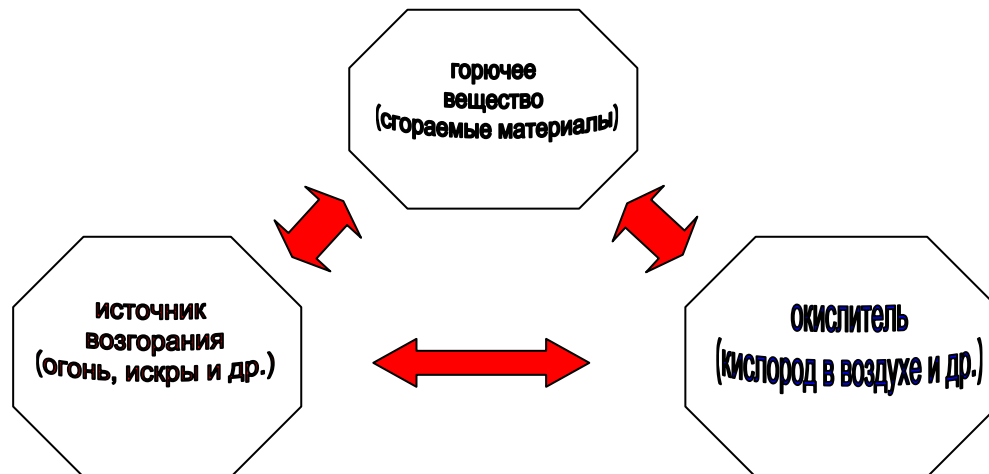 горючее
вещество
(сгораемые материалы)
источник
возгорания
(огонь, искры и др.)
окислитель
(кислород в воздухе и др.)